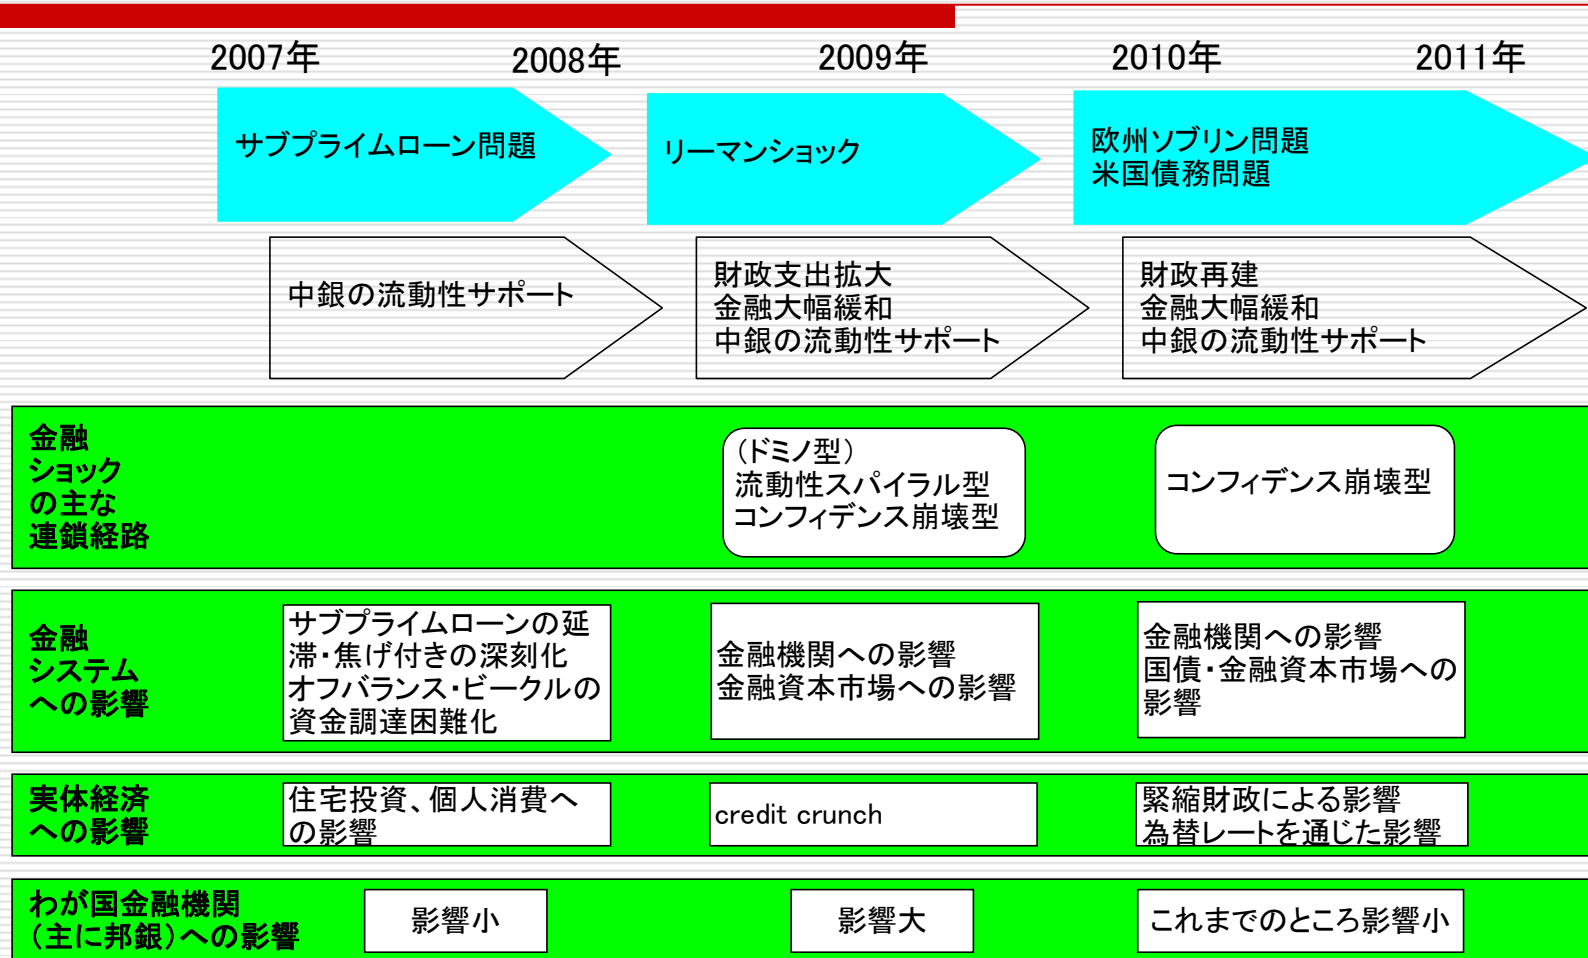 2007年
2008年
2009年
2010年
2011年
サブプライムローン問題
リーマンショック
欧州ソブリン問題
米国債務問題
中銀の流動性サポート
財政支出拡大
金融大幅緩和
中銀の流動性サポート
財政再建
金融大幅緩和
中銀の流動性サポート
金融
ショック
の主な
連鎖経路
（ドミノ型）
流動性スパイラル型
コンフィデンス崩壊型
コンフィデンス崩壊型
金融
システム
への影響
サブプライムローンの延
滞・焦げ付きの深刻化
オフバランス・ビークルの
資金調達困難化
金融機関への影響
金融資本市場への影響
金融機関への影響
国債・金融資本市場への
影響
実体経済
への影響
住宅投資、個人消費へ
の影響
credit crunch
緊縮財政による影響
為替レートを通じた影響
わが国金融機関
（主に邦銀）への影響
影響小
影響大
これまでのところ影響小